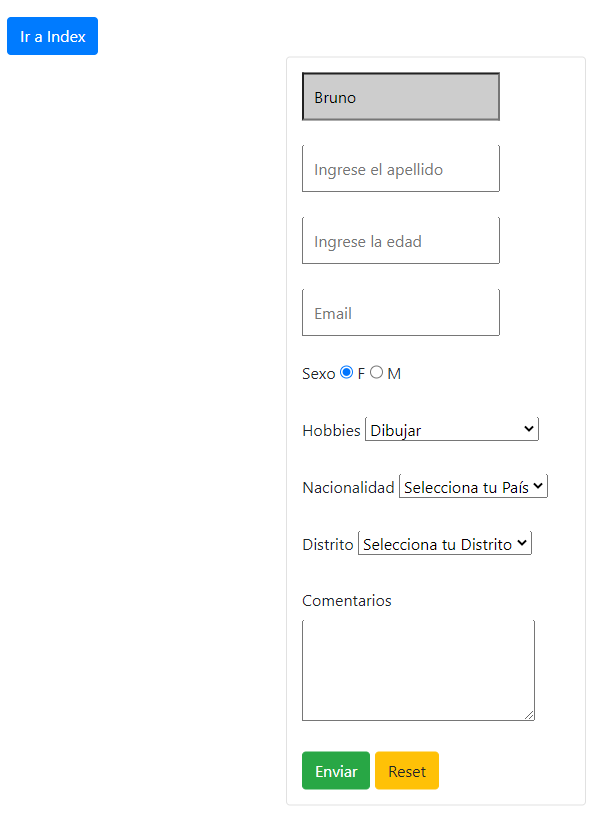 Ir a Index
Bruno
Ingrese el apellido
Ingrese la edad
Email
Sexo F M
Hobbies Dibujar
Nacionalidad Selecciona tu País
Distrito Selecciona tu Distrito
Comentarios
Enviar Reset